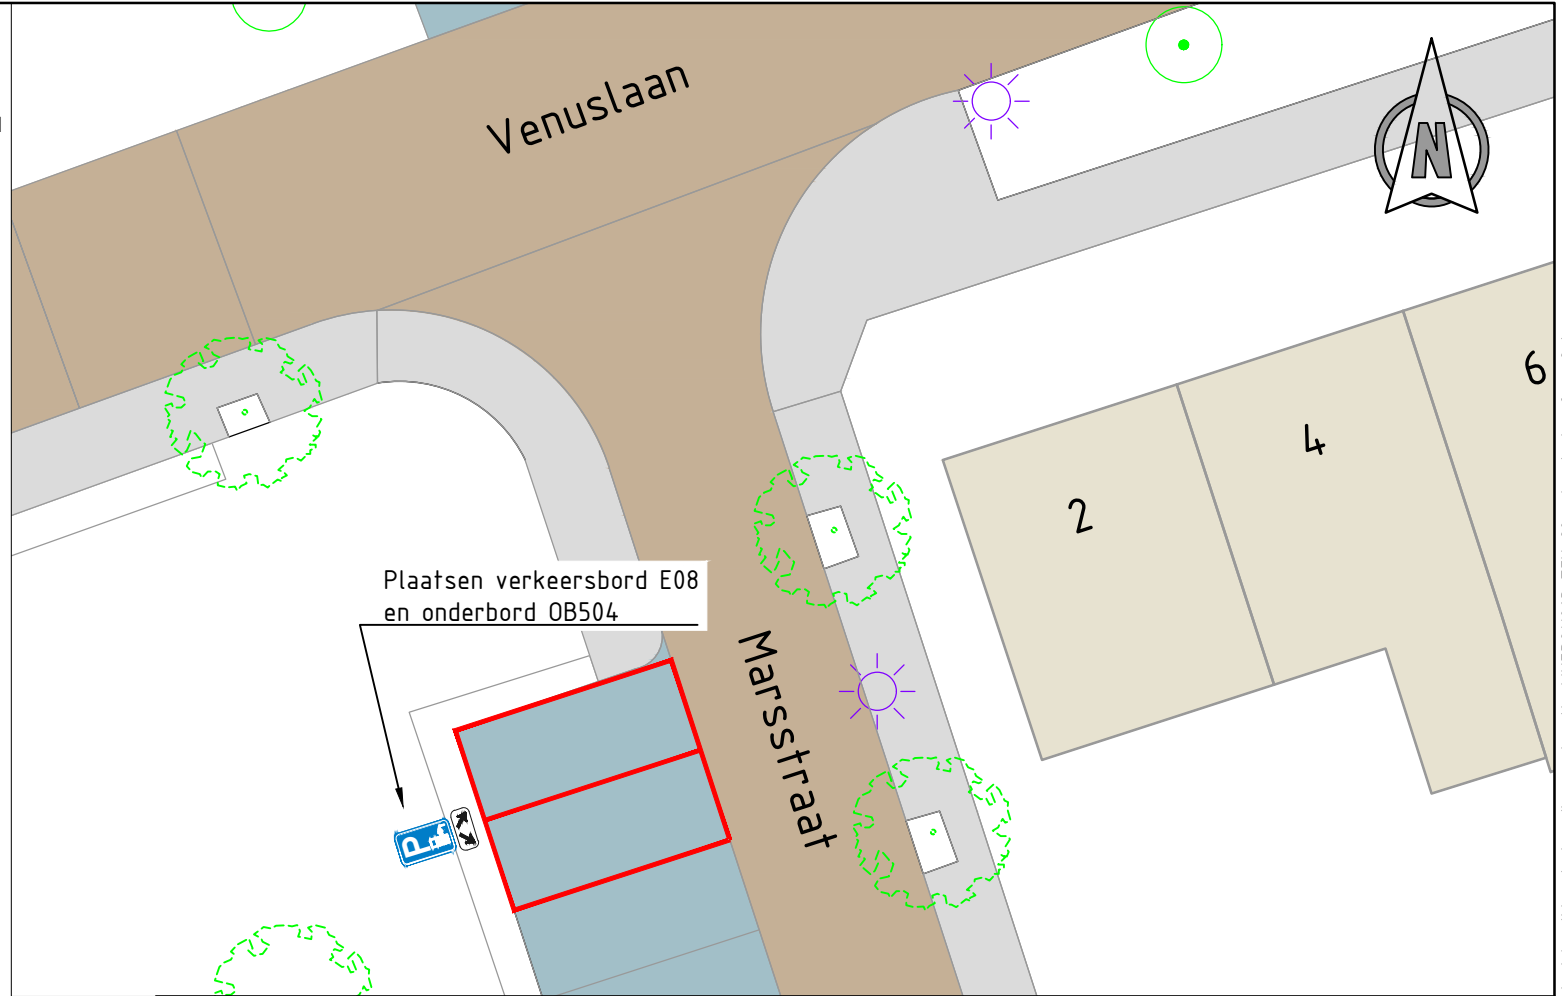 Venuslaan
N
6
4
2
Plaatsen verkeersbord E08
en onderbord OB504
Marsstraat
P